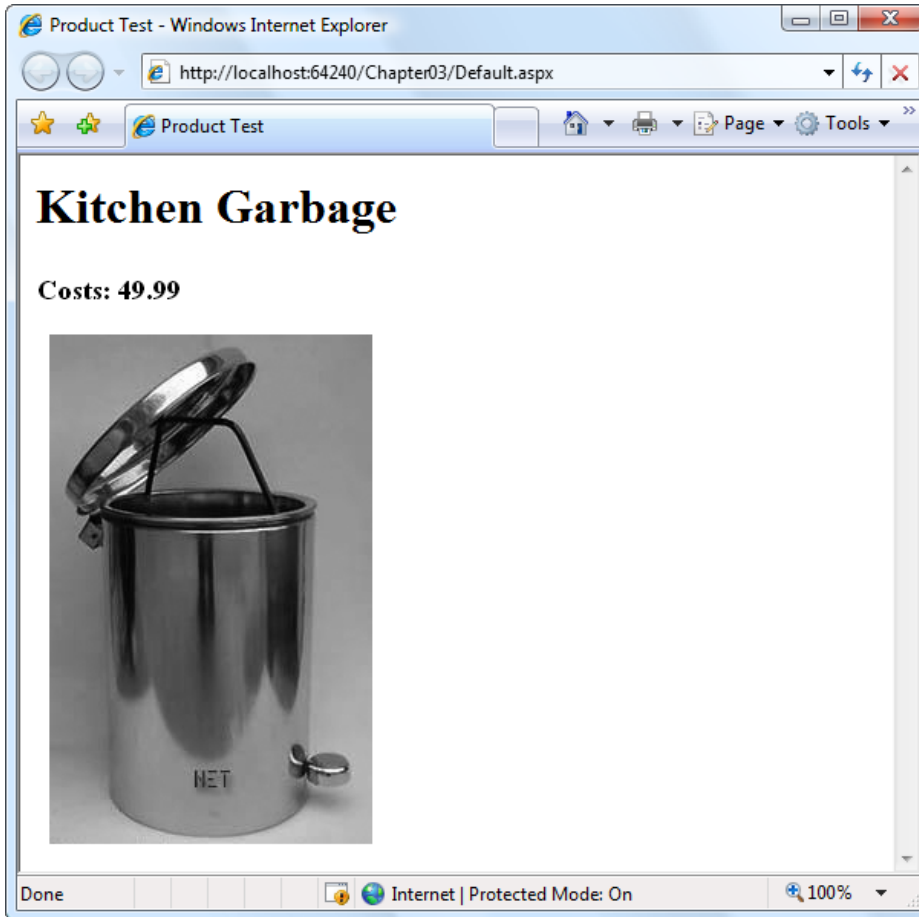 Product Test - Windows Internet Explorer
http://localhost:64240/Chapter03/Default.aspx
Product Test
Page
Tools
Kitchen Garbage
Costs: 49.99
NET
Done
Internet | Protected Mode: On
100%